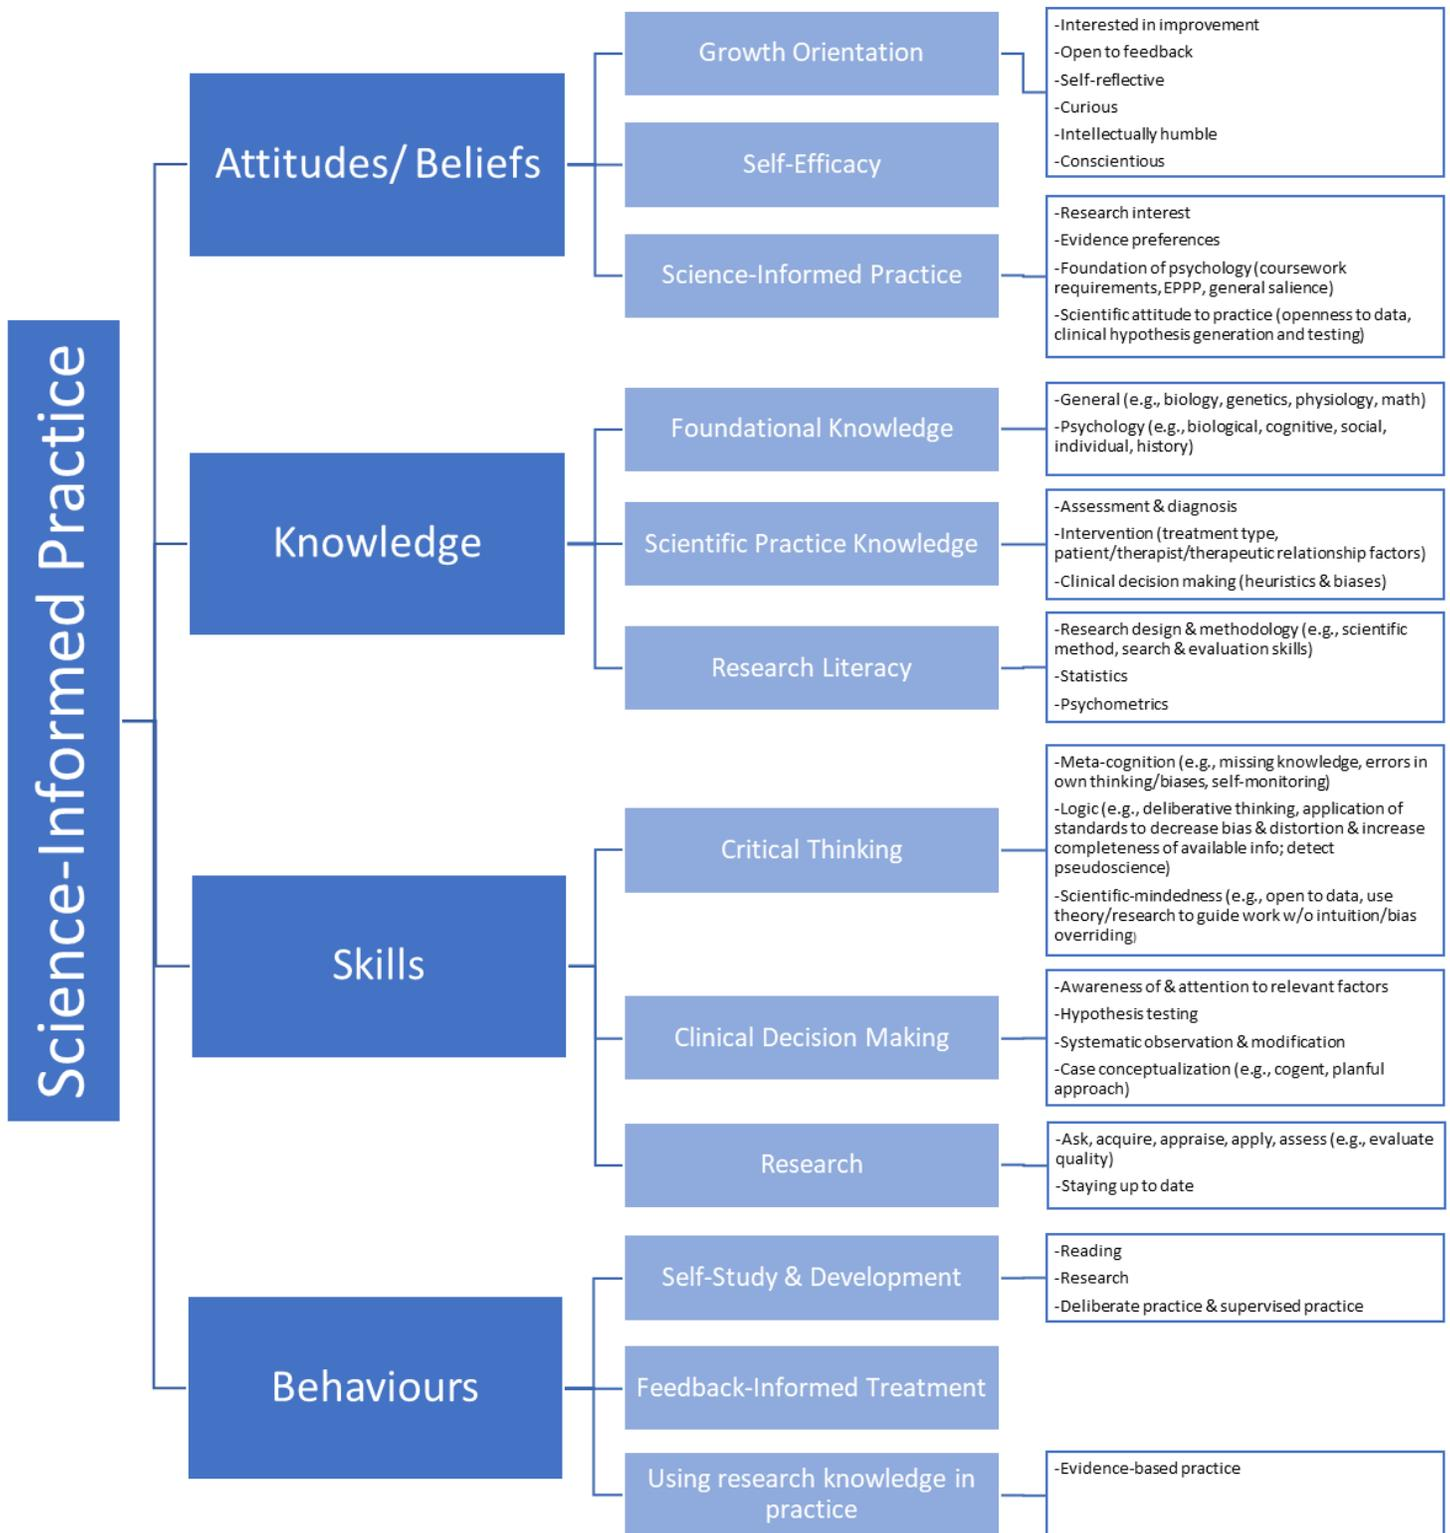 Science-Informed Practice
Attitudes/ Beliefs
Growth Orientation
-Interested in improvement
-Open to feedback
-Self-reflective
-Curious
-Intellectually humble
-Conscientious
Self-Efficacy
Science-Informed Practice
-Research interest
-Evidence preferences
-Foundation of psychology (coursework
requirements, EPPP, general salience)
-Scientific attitude to practice (openness to data,
clinical hypothesis generation and testing)
Knowledge
Foundational Knowledge
-General (e.g., biology, genetics, physiology, math)
-Psychology (e.g., biological, cognitive, social,
individual, history)
Scientific Practice Knowledge
-Assessment & diagnosis
-Intervention (treatment type,
patient/therapist/therapeutic relationship factors)
-Clinical decision making (heuristics & biases)
Research Literacy
-Research design & methodology (e.g., scientific
method, search & evaluation skills)
-Statistics
-Psychometrics
Skills
Critical Thinking
-Meta-cognition (e.g., missing knowledge, errors in
own thinking/biases, self-monitoring)
-Logic (e.g., deliberative thinking, application of
standards to decrease bias & distortion & increase
completeness of available info; detect
pseudoscience)
-Scientific-mindedness (e.g., open to data, use
theory/research to guide work w/o intuition/bias
overriding)
Clinical Decision Making
-Awareness of & attention to relevant factors
-Hypothesis testing
-Systematic observation & modification
-Case conceptualization (e.g., cogent, planful
approach)
Research
-Ask, acquire, appraise, apply, assess (e.g., evaluate
quality)
-Staying up to date
Behaviours
Self-Study & Development
-Reading
-Research
-Deliberate practice & supervised practice
Feedback-Informed Treatment
Using research knowledge in
practice
-Evidence-based practice